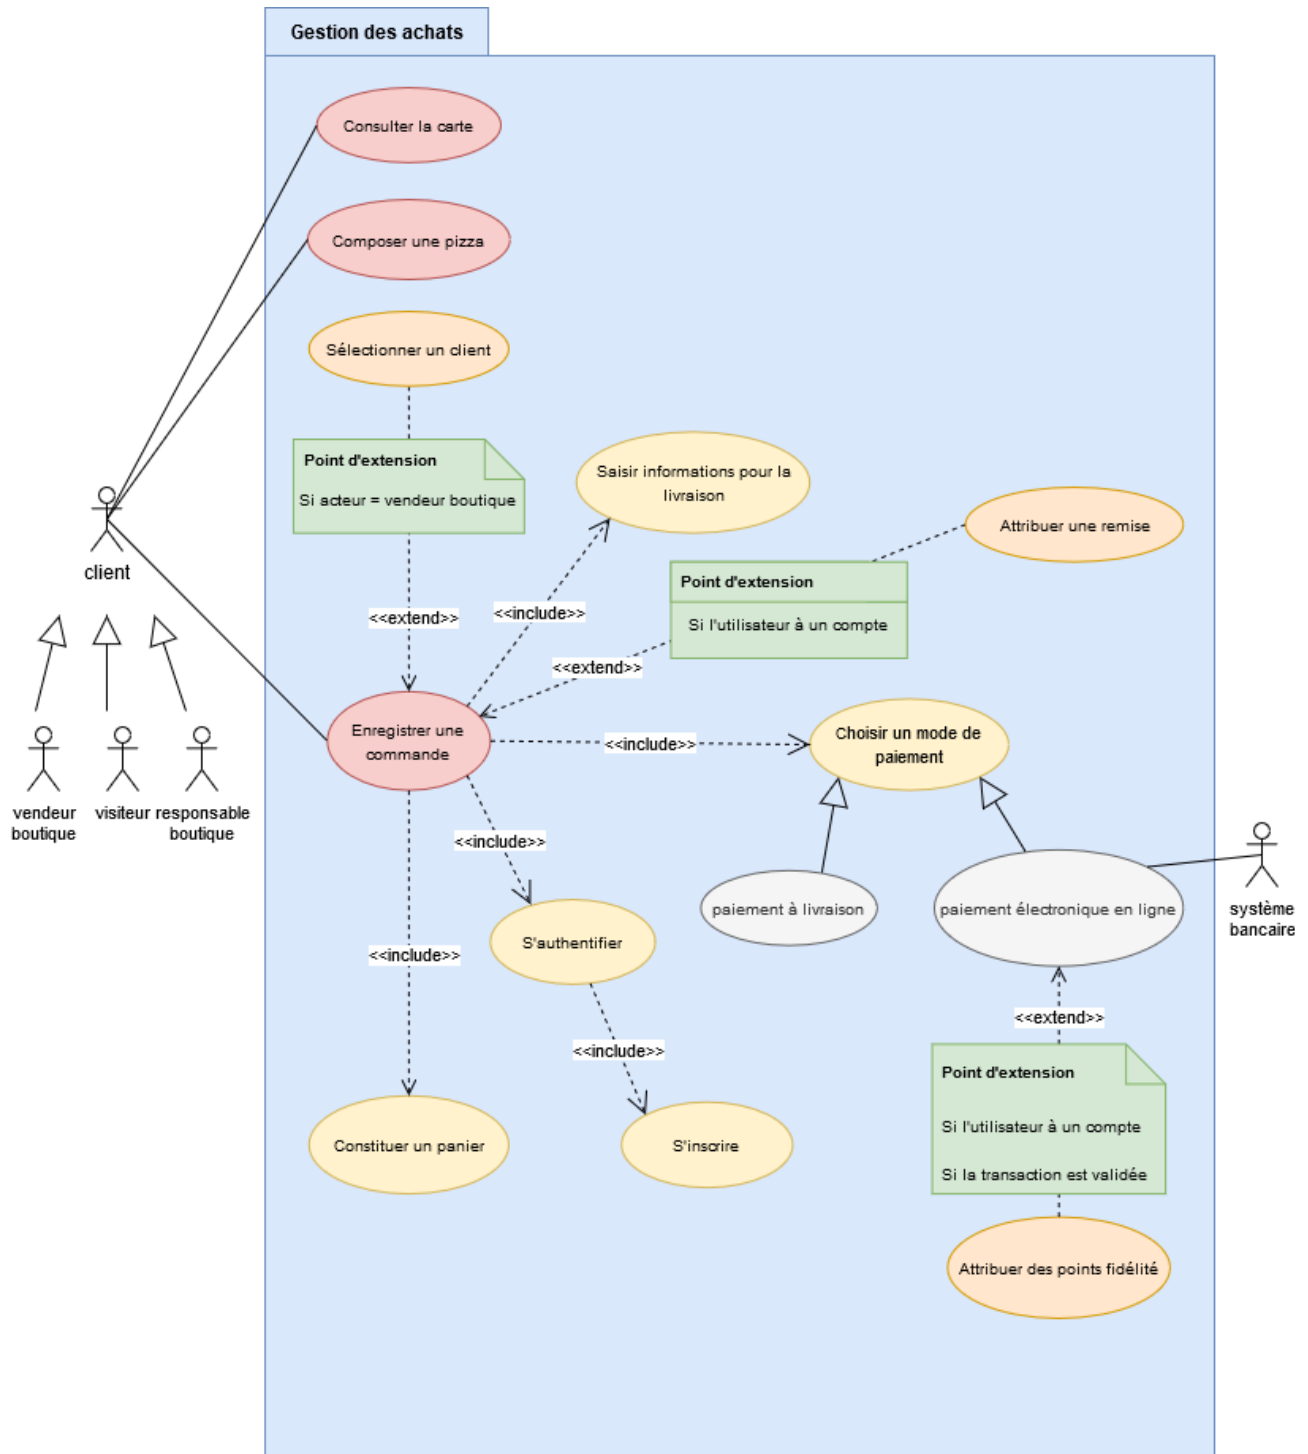 Gestion des achats
Consulter la carte
Composer une pizza
Sélectionner un client
Point d'extension
Si acteur = vendeur boutique
Saisir informations pour la
livraison
Attribuer une remise
Point d'extension
Si l'utilisateur à un compte
client
<<extend>>
<<include>>
<<extend>>
Enregistrer une
commande
<<include>>
Choisir un mode de
paiement
vendeur
boutique
visiteur
responsable
boutique
<<include>>
paiement à livraison
paiement électronique en ligne
système
bancaire
S'authentifier
<<include>>
<<extend>>
<<include>>
Point d'extension
Si l'utilisateur à un compte
Si la transaction est validée
Constituer un panier
S'inscrire
Attribuer des points fidélité